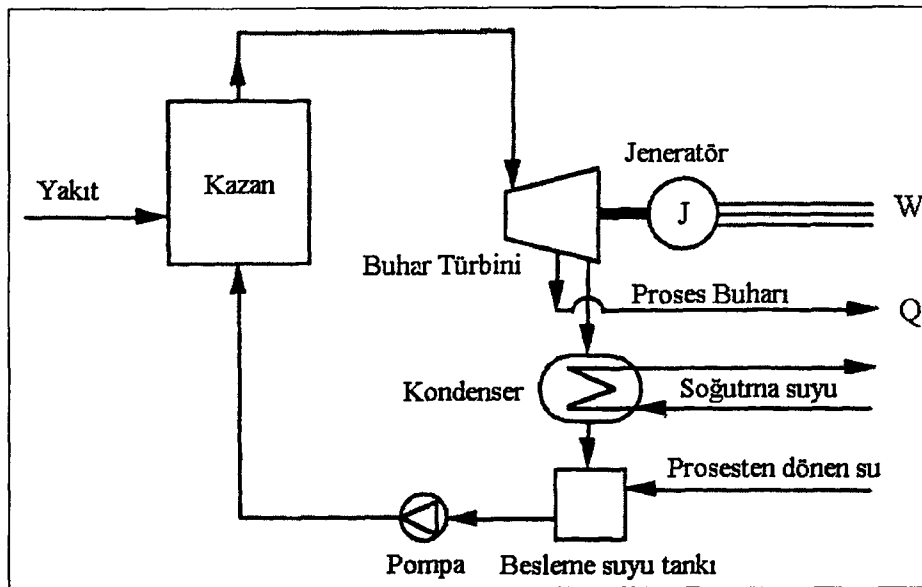 Jeneratör
Yakıt
Kazan
J
W
Buhar Türbini
Proses Buharı
Q
Kondenser
Soğutma suyu
Prosesten dönen su
Pompa
Besleme suyu tankı